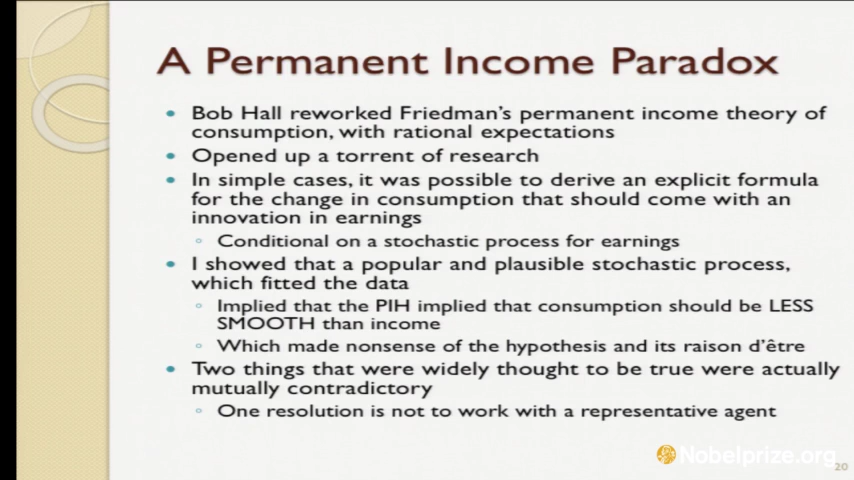 A Permanent Income Paradox
• Bob Hall reworked Friedman's permanent income theory of
consumption, with rational expectations
• Opened up a torrent of research
• In simple cases, it was possible to derive an explicit formula
for the change in consumption that should come with an
innovation in earnings
◦ Conditional on a stochastic process for earnings
• I showed that a popular and plausible stochastic process,
which fitted the data
◦ Implied that the PIH implied that consumption should be LESS
SMOOTH than income
◦ Which made nonsense of the hypothesis and its raison d'être
• Two things that were widely thought to be true were actually
mutually contradictory
◦ One resolution is not to work with a representative agent
Nobelprize.org
20